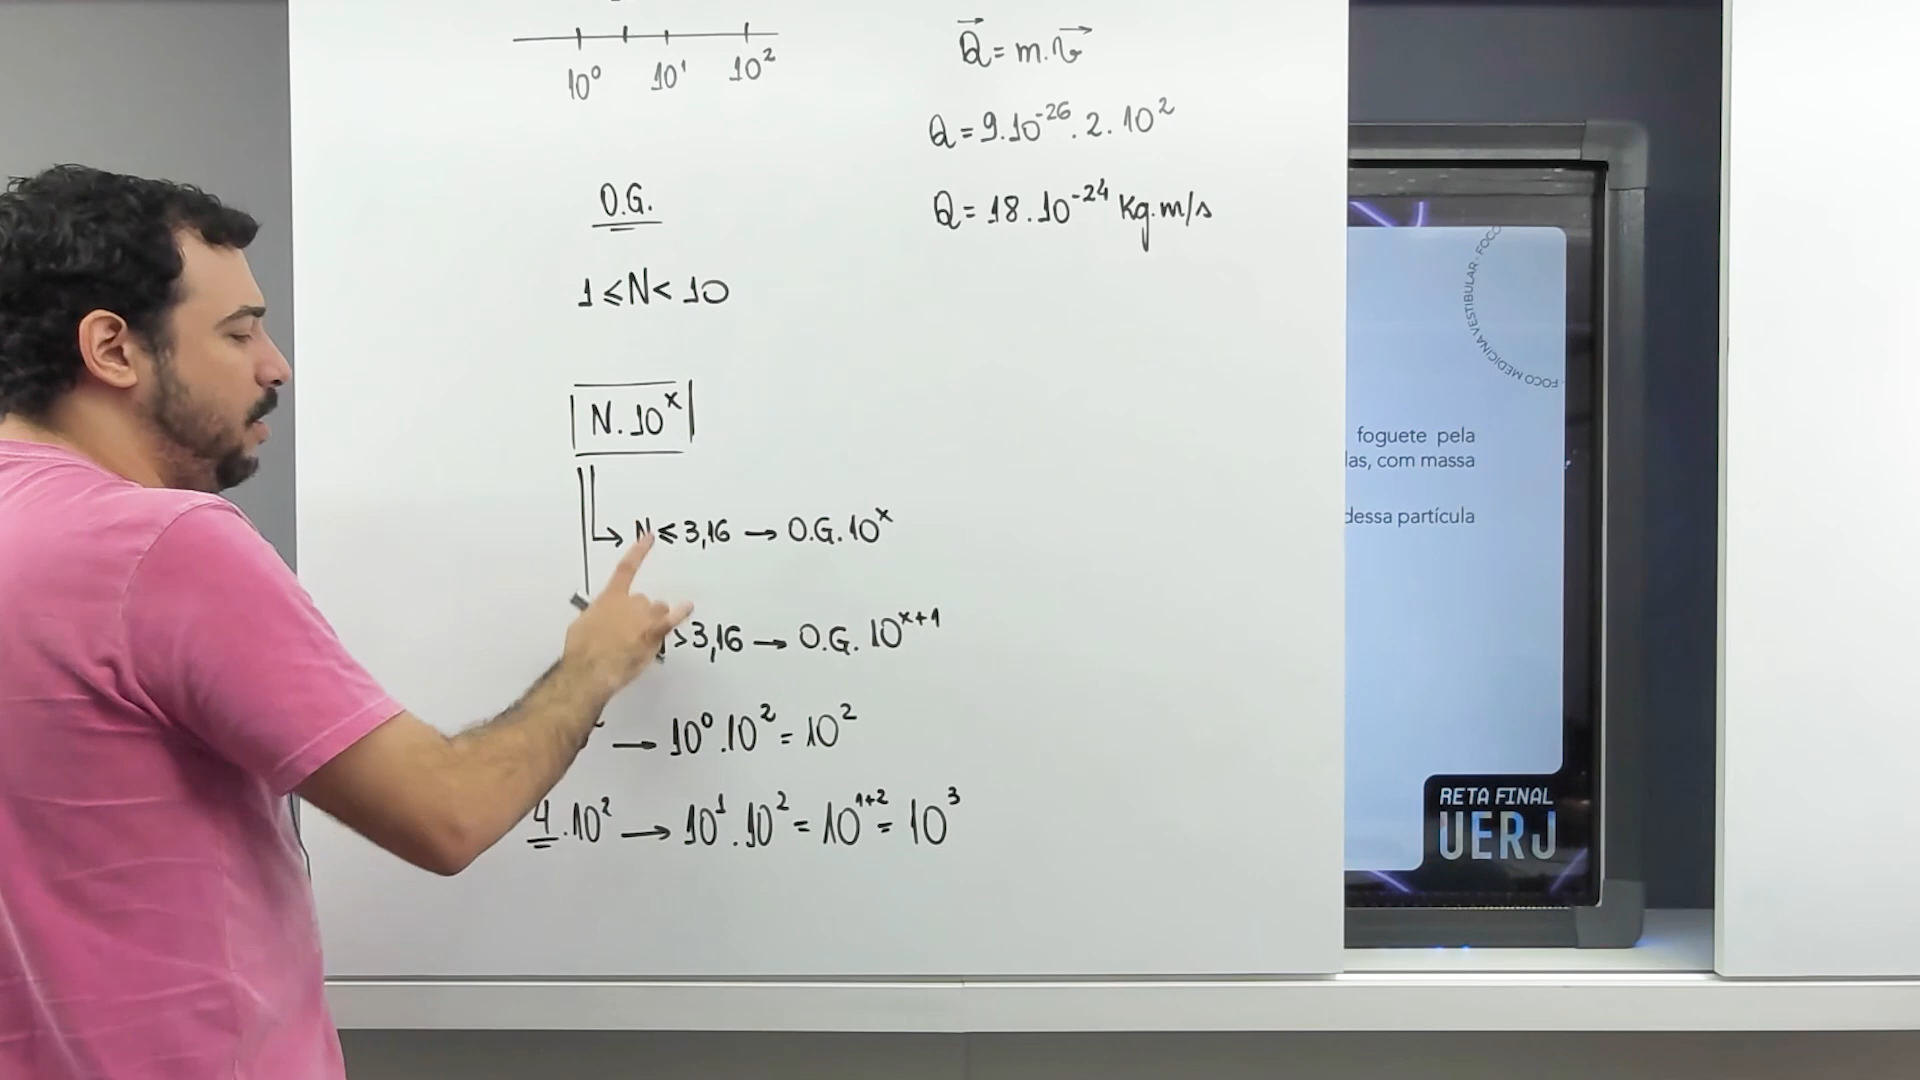 10⁰ 10¹ 10²
O.G.
1 ≤ N < 10
N.10ˣ
N ≤ 3,16 → O.G. 10ˣ
>3,16 → O.G. 10ˣ⁺¹
→ 10⁰.10² = 10²
4.10² → 10¹.10² = 10¹⁺² = 10³
Q⃗ = m.v⃗
Q = 9.10⁻²⁶.2.10²
Q = 18.10⁻²⁴ Kg.m/s
FOCO MEDICINA VESTIBULAR · FOCO
foguete pela
las, com massa
dessa partícula
RETA FINAL
UERJ